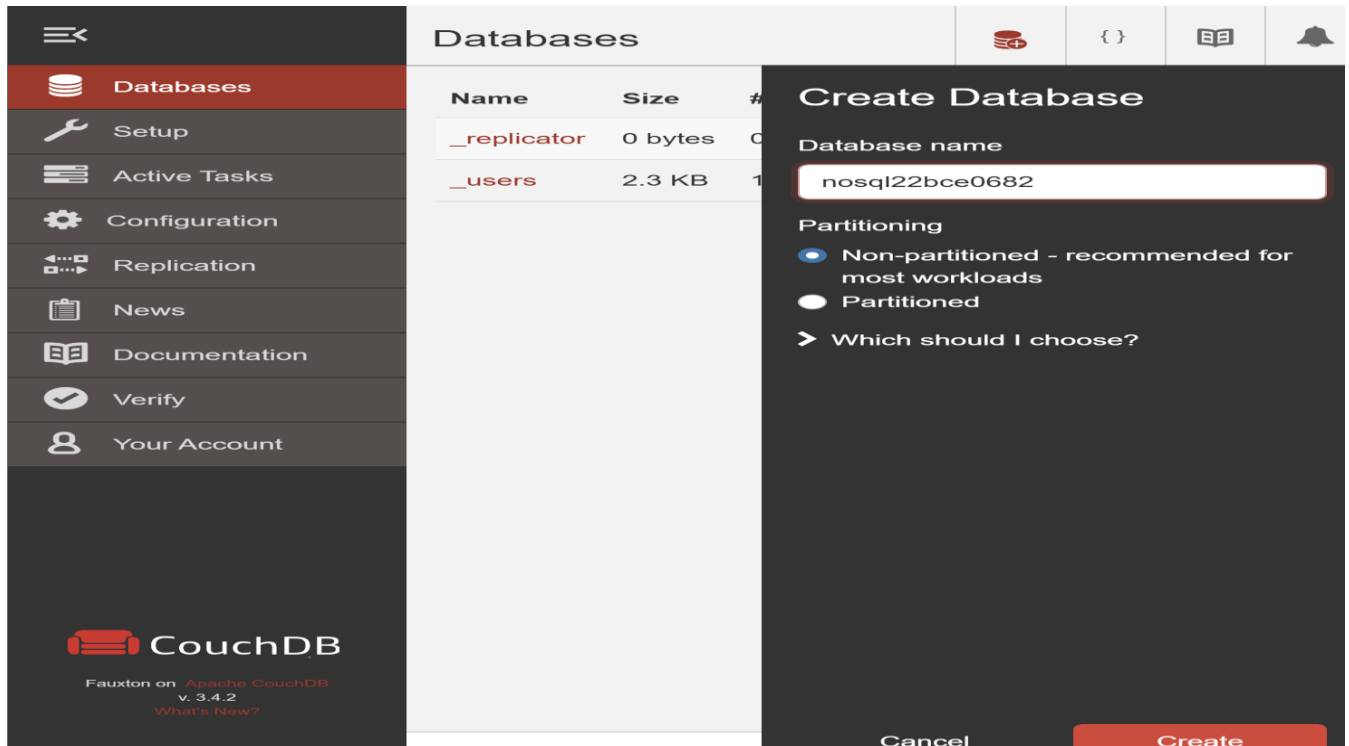 Databases
Setup
Active Tasks
Configuration
Replication
News
Documentation
Verify
Your Account
CouchDB
Fauxton on Apache CouchDB
v. 3.4.2
What's New?
Databases
{ }
Name Size #
_replicator 0 bytes 0
_users 2.3 KB 1
Create Database
Database name
nosql22bce0682
Partitioning
Non-partitioned - recommended for
most workloads
Partitioned
Which should I choose?
Cancel Create